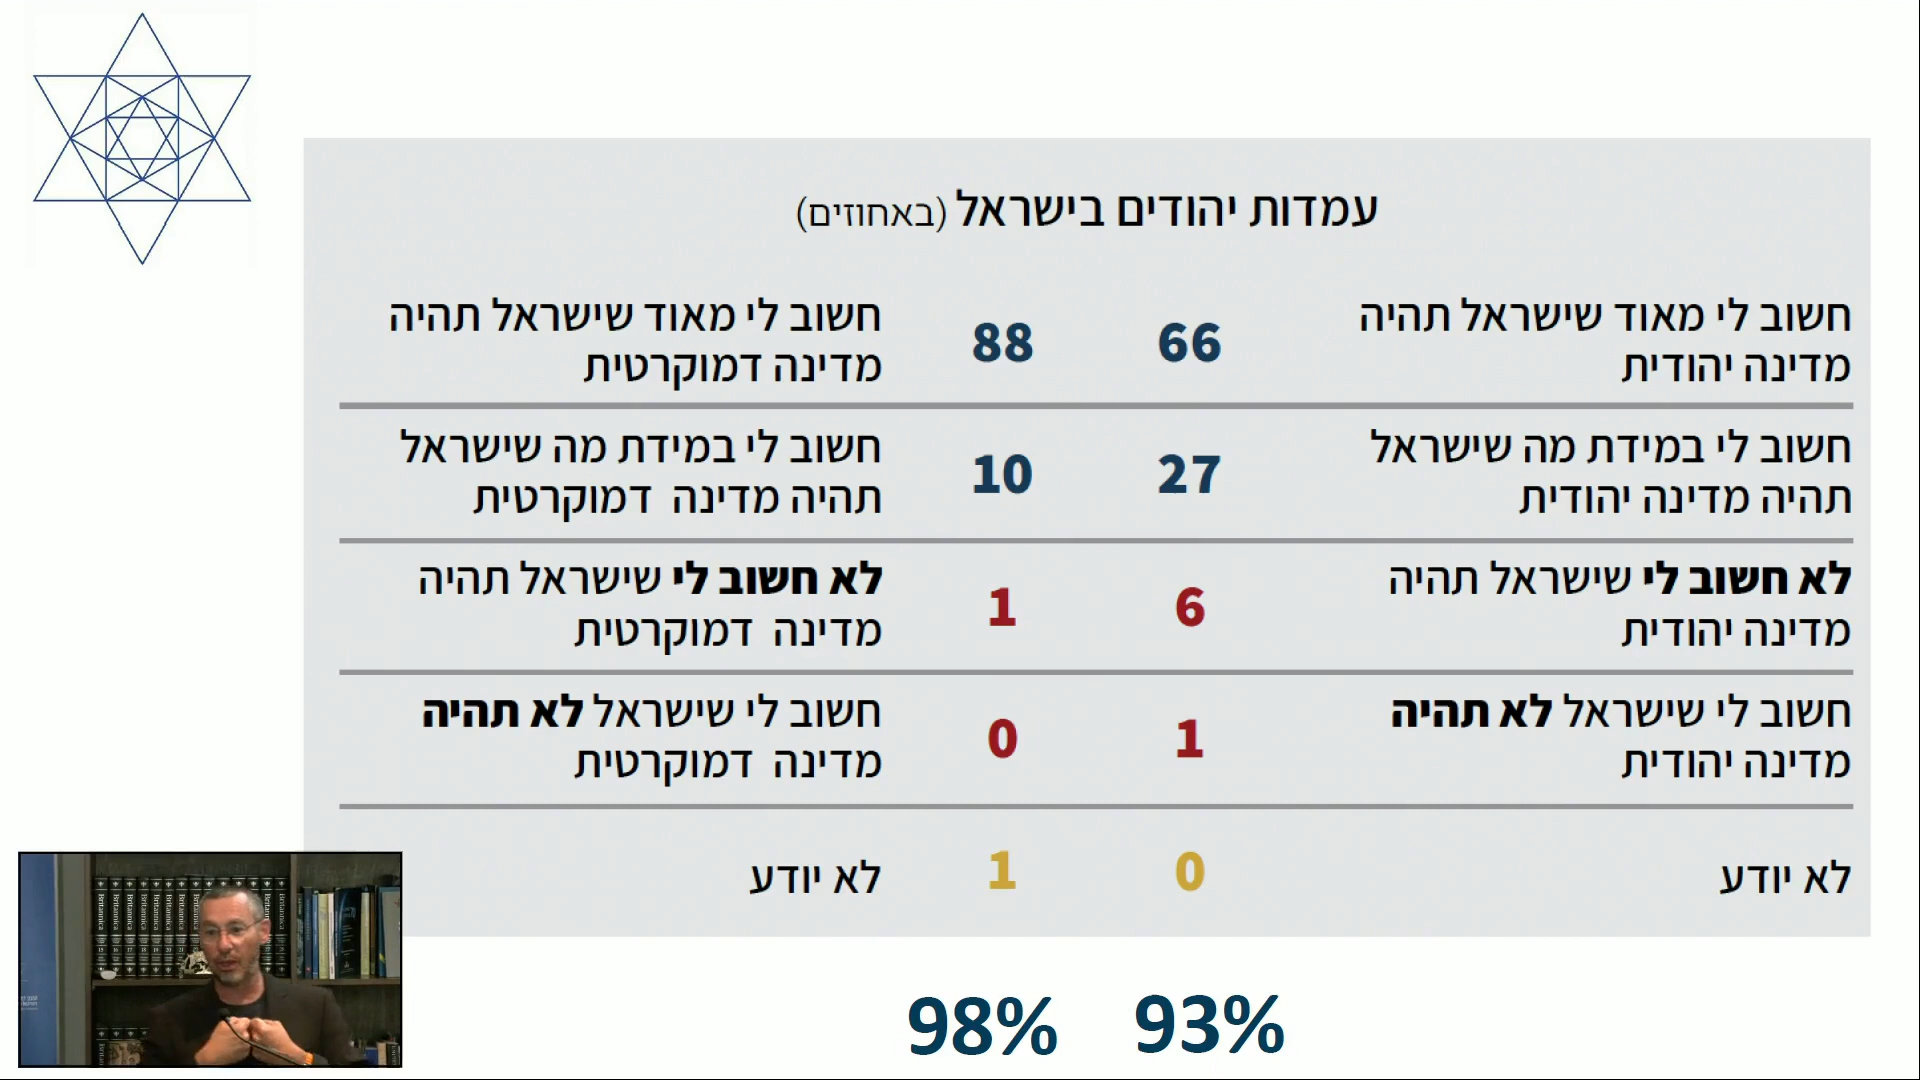 עמדות יהודים בישראל (באחוזים)
חשוב לי מאוד שישראל תהיה
מדינה יהודית
66
88
חשוב לי מאוד שישראל תהיה
מדינה דמוקרטית
חשוב לי במידת מה שישראל
תהיה מדינה יהודית
27
10
חשוב לי במידת מה שישראל
תהיה מדינה דמוקרטית
לא חשוב לי שישראל תהיה
מדינה יהודית
6
1
לא חשוב לי שישראל תהיה
מדינה דמוקרטית
חשוב לי שישראל לא תהיה
מדינה יהודית
1
0
חשוב לי שישראל לא תהיה
מדינה דמוקרטית
לא יודע
0
1
לא יודע
93%
98%